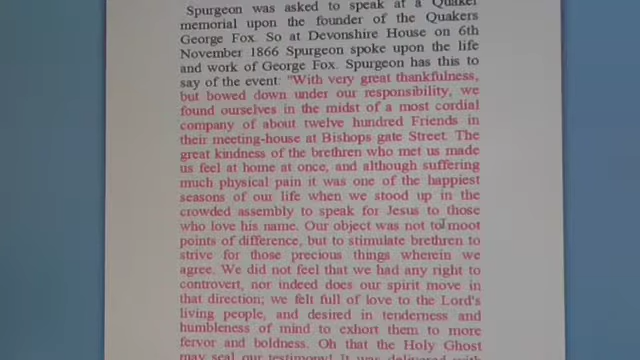 Spurgeon was asked to speak at a Quaker
memorial upon the founder of the Quakers
George Fox. So at Devonshire House on 6th
November 1866 Spurgeon spoke upon the life
and work of George Fox. Spurgeon has this to
say of the event: "With very great thankfulness,
but bowed down under our responsibility, we
found ourselves in the midst of a most cordial
company of about twelve hundred Friends in
their meeting-house at Bishops gate Street. The
great kindness of the brethren who met us made
us feel at home at once, and although suffering
much physical pain it was one of the happiest
seasons of our life when we stood up in the
crowded assembly to speak for Jesus to those
who love his name. Our object was not to moot
points of difference, but to stimulate brethren to
strive for those precious things wherein we
agree. We did not feel that we had any right to
controvert, nor indeed does our spirit move in
that direction; we felt full of love to the Lord's
living people, and desired in tenderness and
humbleness of mind to exhort them to more
fervor and boldness. Oh that the Holy Ghost
may seal our testimony! It was delivered with